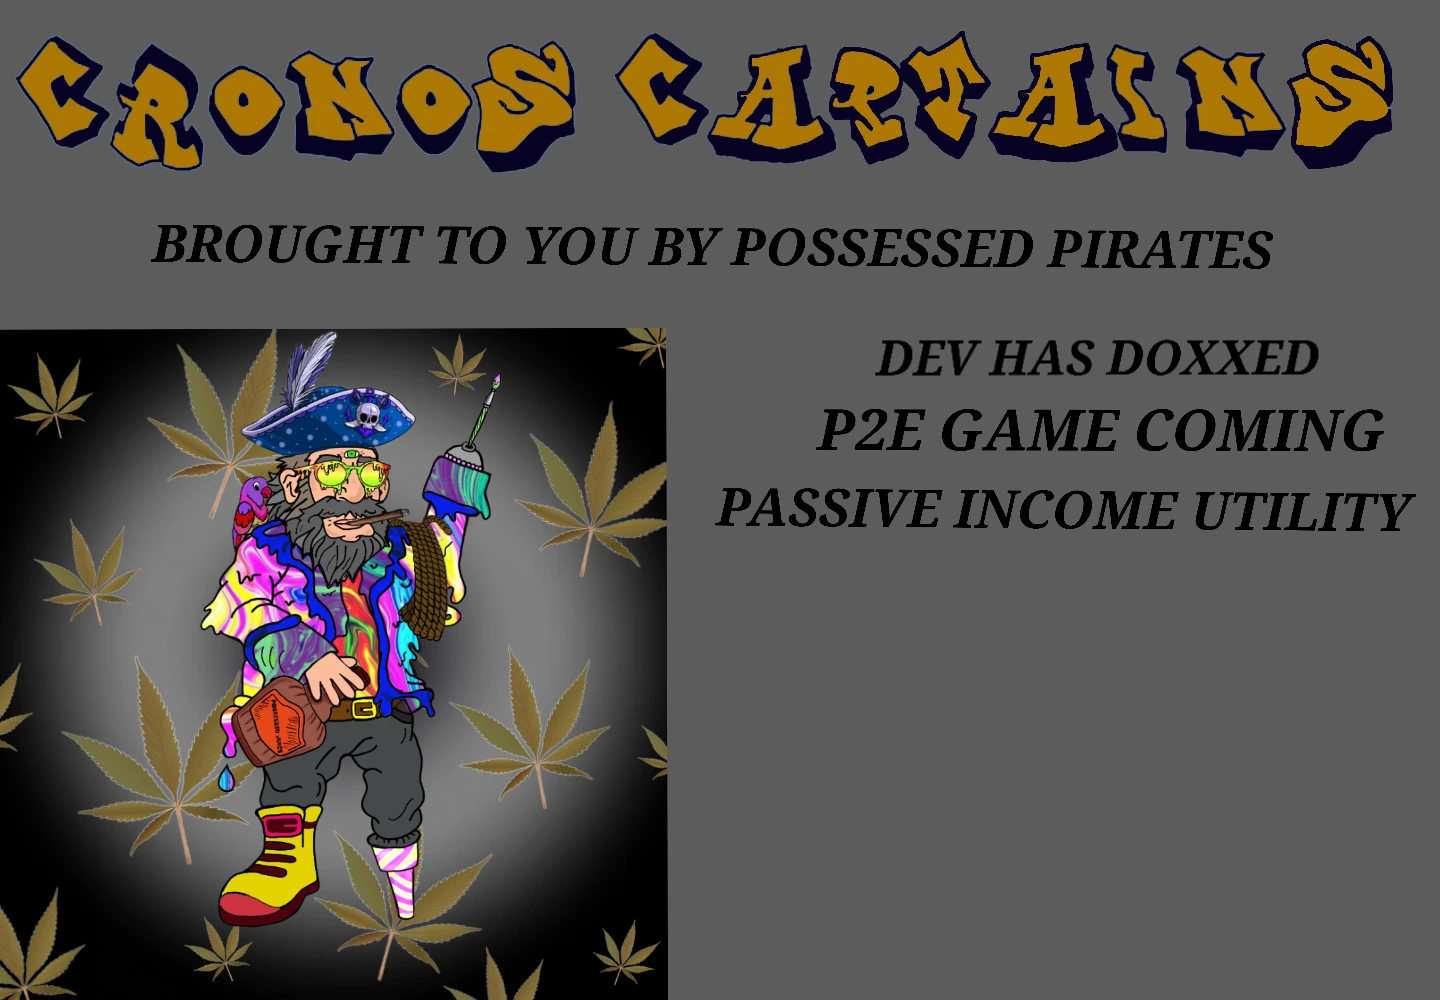 CRONOS CAPTAINS
BROUGHT TO YOU BY POSSESSED PIRATES
DEV HAS DOXXED
P2E GAME COMING
PASSIVE INCOME UTILITY